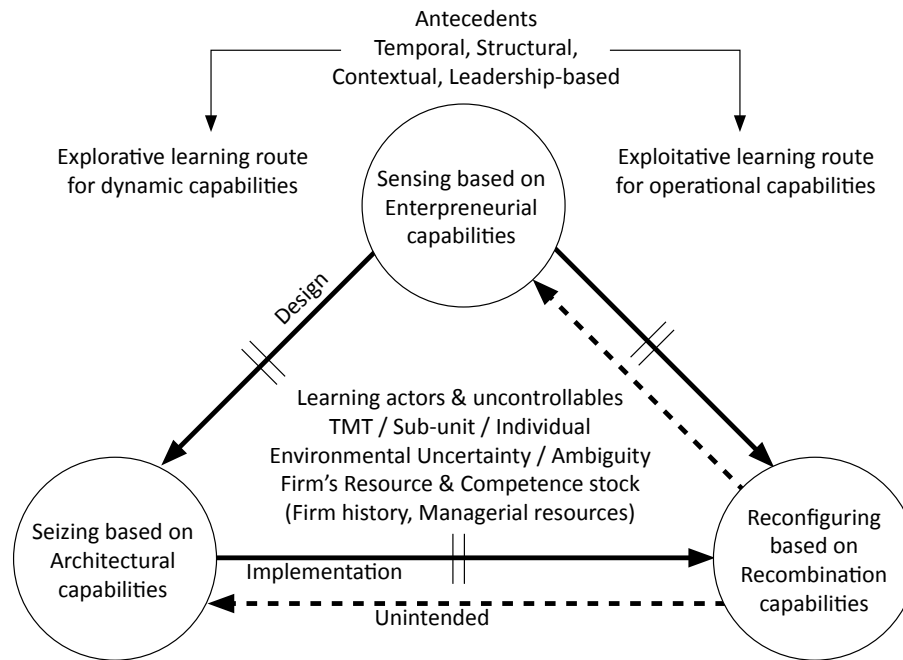 Antecedents
Temporal, Structural,
Contextual, Leadership-based
Explorative learning route
for dynamic capabilities
Exploitative learning route
for operational capabilities
Sensing based on
Enterpreneurial
capabilities
Design
Learning actors & uncontrollables
TMT / Sub-unit / Individual
Environmental Uncertainty / Ambiguity
Firm's Resource & Competence stock
(Firm history, Managerial resources)
Seizing based on
Architectural
capabilities
Reconfiguring
based on
Recombination
capabilities
Implementation
Unintended